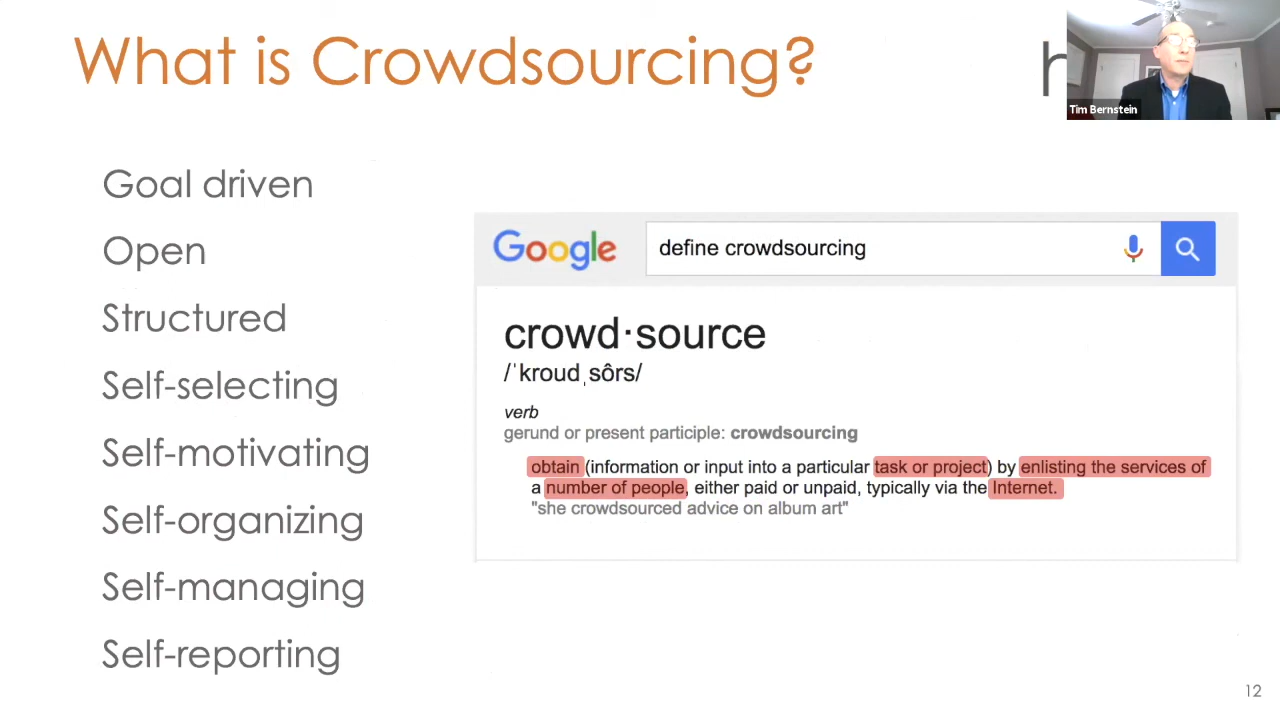 What is Crowdsourcing?
h
Tim Bernstein
Goal driven
Open
Structured
Self-selecting
Self-motivating
Self-organizing
Self-managing
Self-reporting
Google
define crowdsourcing
crowd·source
/ˈkroudˌsôrs/
verb
gerund or present participle: crowdsourcing
obtain (information or input into a particular task or project) by enlisting the services of
a number of people, either paid or unpaid, typically via the Internet.
"she crowdsourced advice on album art"
12